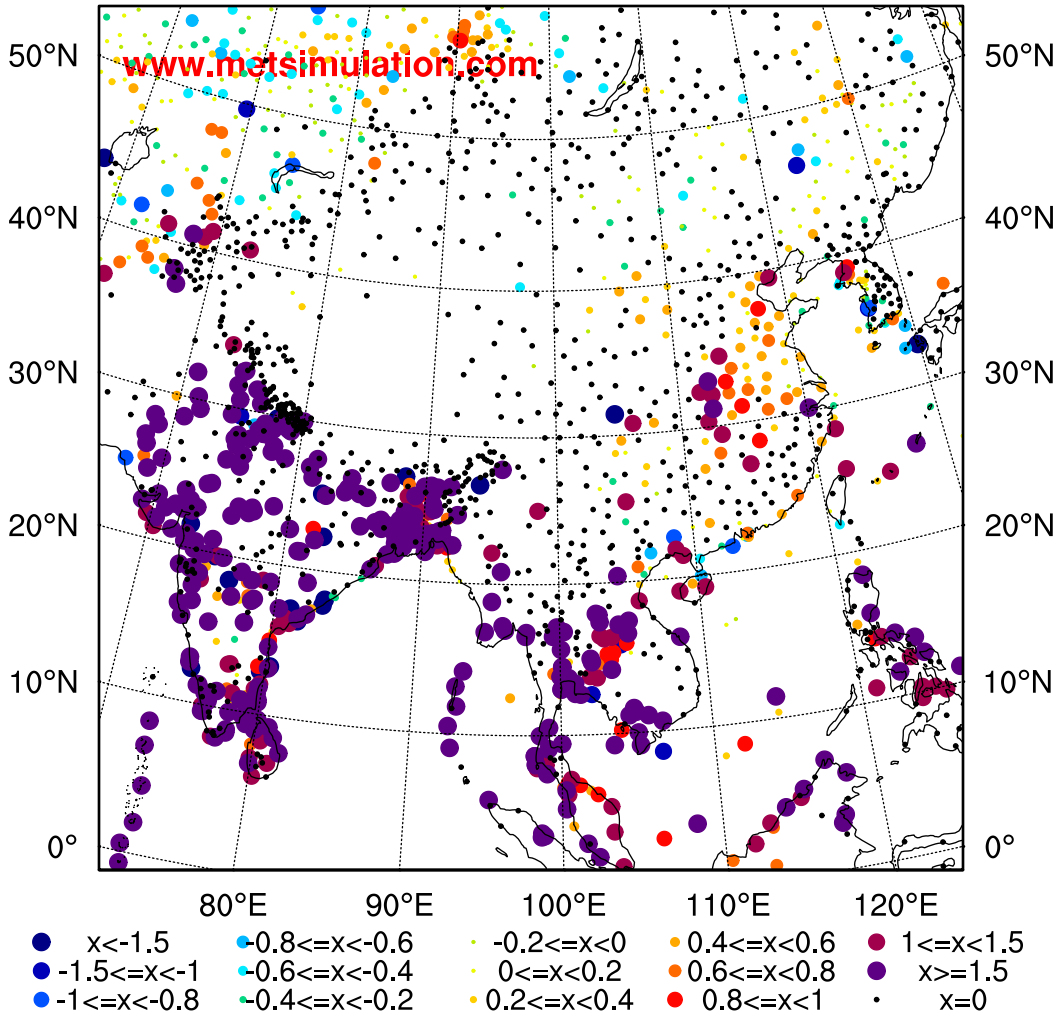 50°N 50°N
www.metsimulation.com
40°N 40°N
30°N 30°N
20°N 20°N
10°N 10°N
0° 0°
80°E 90°E 100°E 110°E 120°E
x<-1.5 -0.8<=x<-0.6 -0.2<=x<0 0.4<=x<0.6 1<=x<1.5
-1.5<=x<-1 -0.6<=x<-0.4 0<=x<0.2 0.6<=x<0.8 x>=1.5
-1<=x<-0.8 -0.4<=x<-0.2 0.2<=x<0.4 0.8<=x<1 x=0